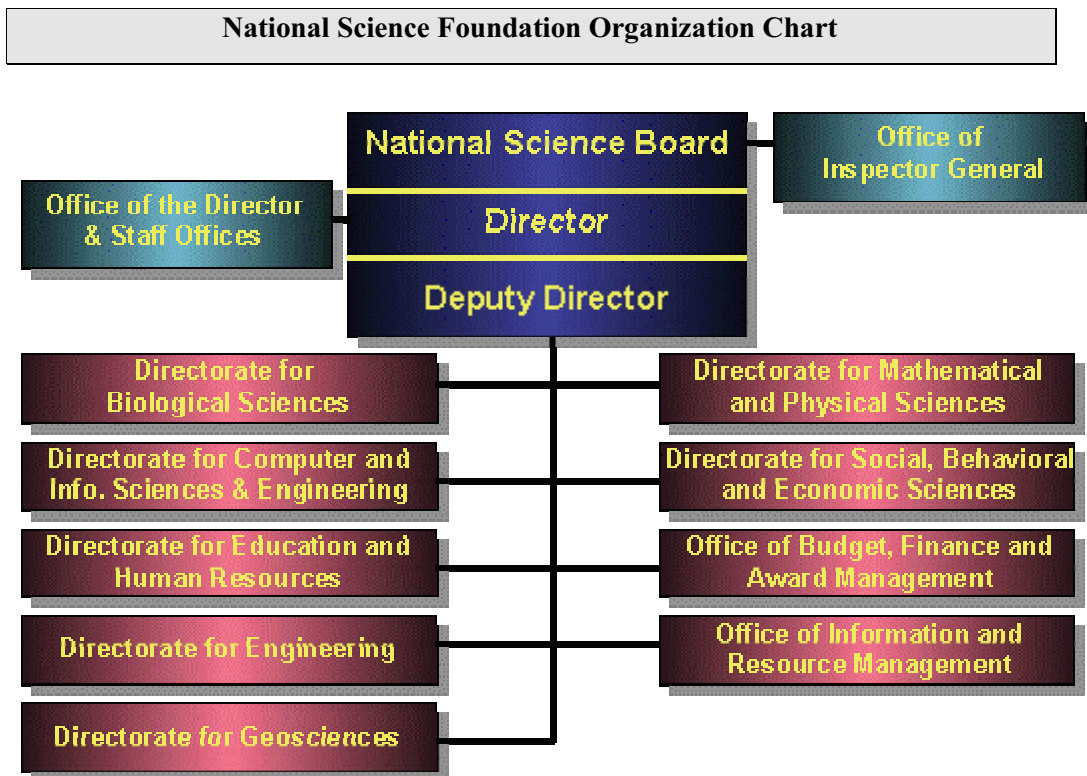 National Science Foundation Organization Chart
National Science Board
Office of
Inspector General
Office of the Director
& Staff Offices
Director
Deputy Director
Directorate for
Biological Sciences
Directorate for Mathematical
and Physical Sciences
Directorate for Computer and
Info. Sciences & Engineering
Directorate for Social, Behavioral
and Economic Sciences
Directorate for Education and
Human Resources
Office of Budget, Finance and
Award Management
Directorate for Engineering
Office of Information and
Resource Management
Directorate for Geosciences